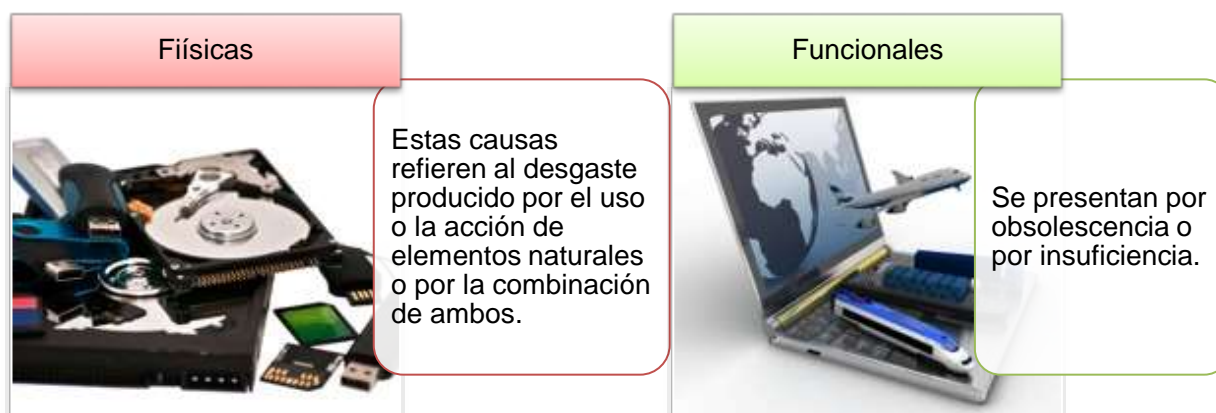 Fiísicas
Estas causas
refieren al desgaste
producido por el uso
o la acción de
elementos naturales
o por la combinación
de ambos.
Funcionales
Se presentan por
obsolescencia o
por insuficiencia.